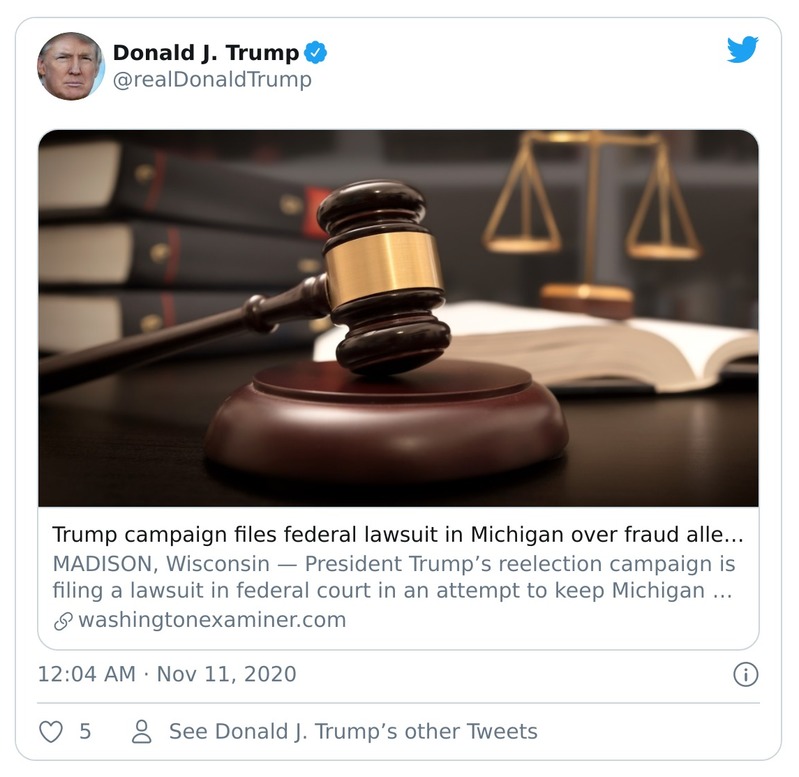 Donald J. Trump
@realDonaldTrump
Trump campaign files federal lawsuit in Michigan over fraud alle...
MADISON, Wisconsin — President Trump’s reelection campaign is
filing a lawsuit in federal court in an attempt to keep Michigan ...
washingtonexaminer.com
12:04 AM · Nov 11, 2020
5 See Donald J. Trump’s other Tweets